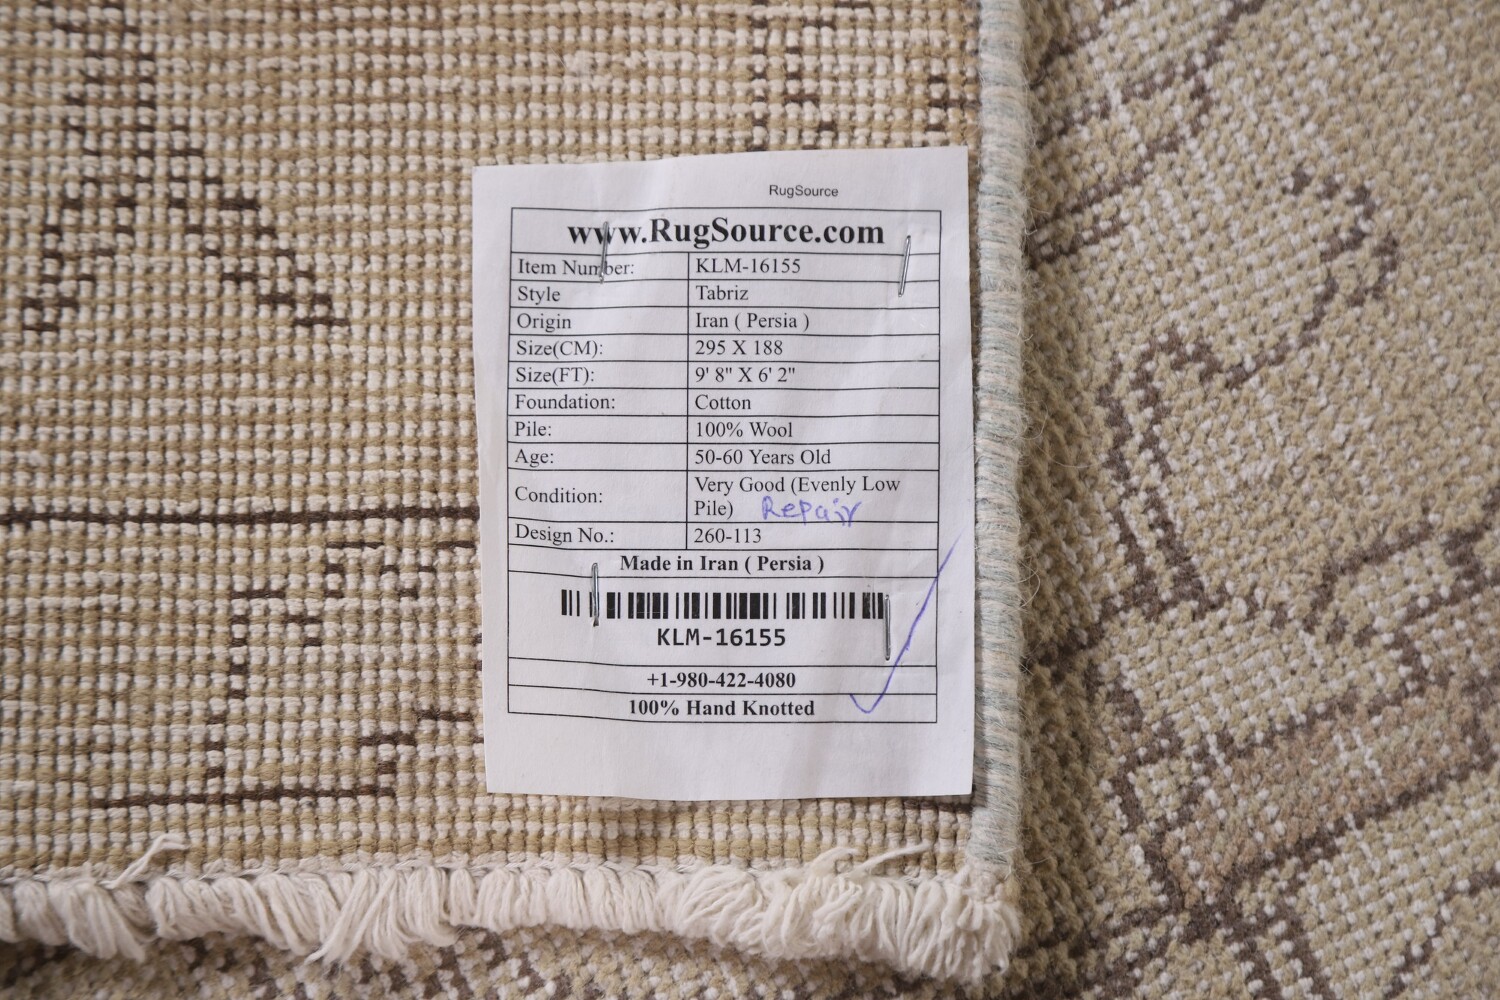 RugSource
www.RugSource.com
Item Number: KLM-16155
Style Tabriz
Origin Iran ( Persia )
Size(CM): 295 X 188
Size(FT): 9' 8" X 6' 2"
Foundation: Cotton
Pile: 100% Wool
Age: 50-60 Years Old
Condition: Very Good (Evenly Low
Pile) Repair
Design No.: 260-113
Made in Iran ( Persia )
KLM-16155
+1-980-422-4080
100% Hand Knotted